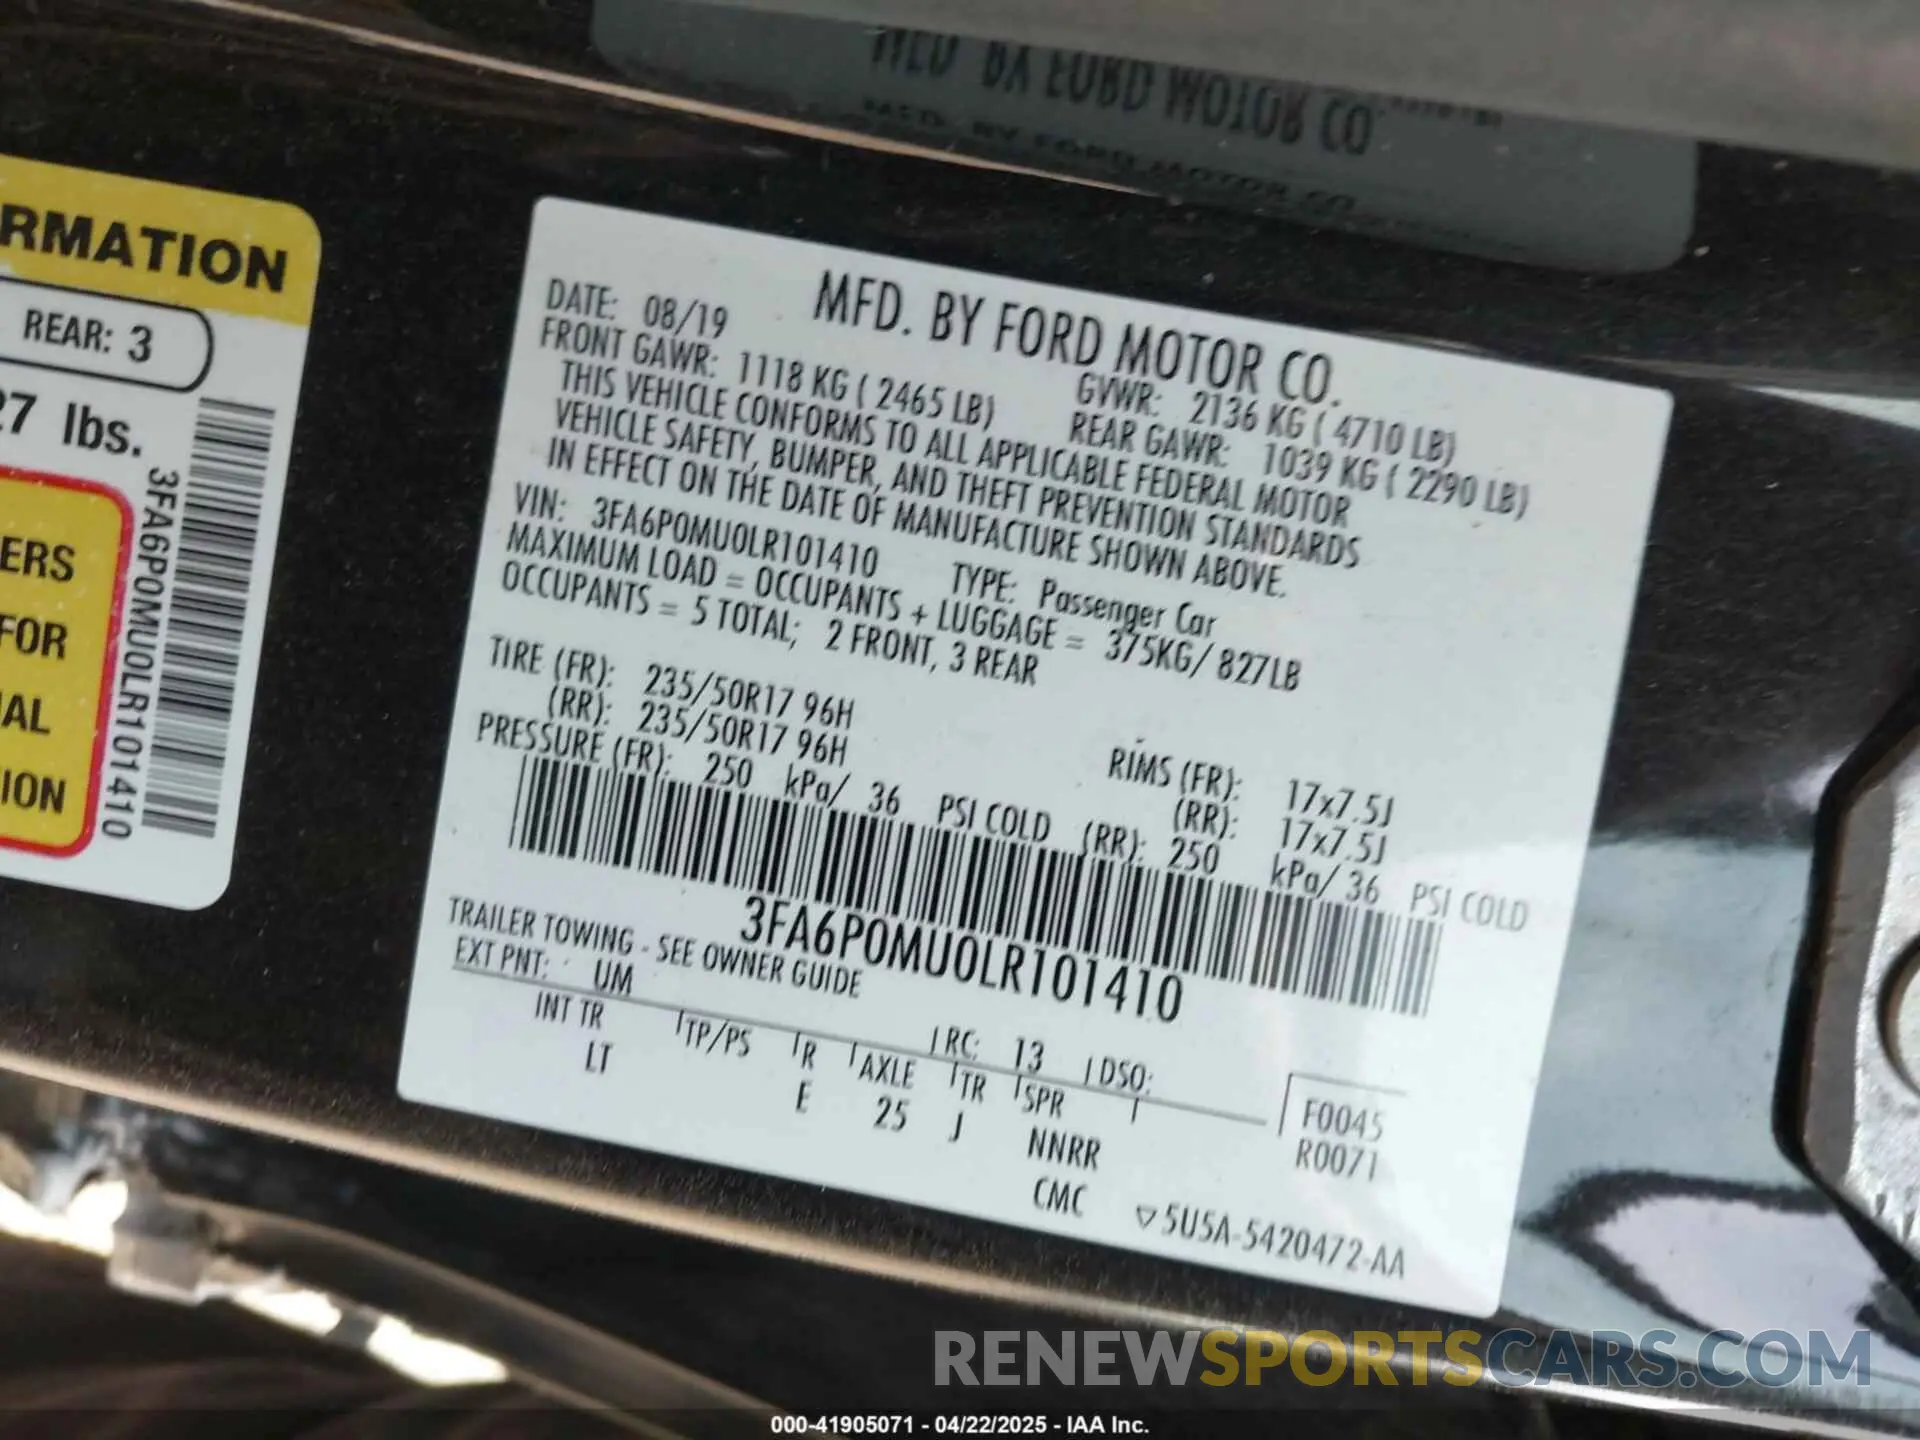 MFD. BY FORD MOTOR CO.
RMATION
REAR: 3
27 lbs.
ERS
FOR
IAL
ION
3FA6P0MU0LR101410
MFD. BY FORD MOTOR CO.
DATE: 08/19 GVWR: 2136 KG ( 4710 LB)
FRONT GAWR: 1118 KG ( 2465 LB) REAR GAWR: 1039 KG ( 2290 LB)
THIS VEHICLE CONFORMS TO ALL APPLICABLE FEDERAL MOTOR
VEHICLE SAFETY, BUMPER, AND THEFT PREVENTION STANDARDS
IN EFFECT ON THE DATE OF MANUFACTURE SHOWN ABOVE.
VIN: 3FA6P0MU0LR101410 TYPE: Passenger Car
MAXIMUM LOAD = OCCUPANTS + LUGGAGE = 375KG/ 827LB
OCCUPANTS = 5 TOTAL; 2 FRONT, 3 REAR
TIRE (FR): 235/50R17 96H RIMS (FR): 17x7.5J
(RR): 235/50R17 96H (RR): 17x7.5J
PRESSURE (FR): 250 kPa/ 36 PSI COLD (RR): 250 kPa/ 36 PSI COLD
3FA6P0MU0LR101410
TRAILER TOWING - SEE OWNER GUIDE
EXT PNT: UM RC: 13 DSO:
INT TR TP/PS R AXLE TR SPR
LT E 25 J NNRR
CMC
F0045
R0071
▽5U5A-5420472-AA
RENEWSPORTSCARS.COM
000-41905071 - 04/22/2025 - IAA Inc.